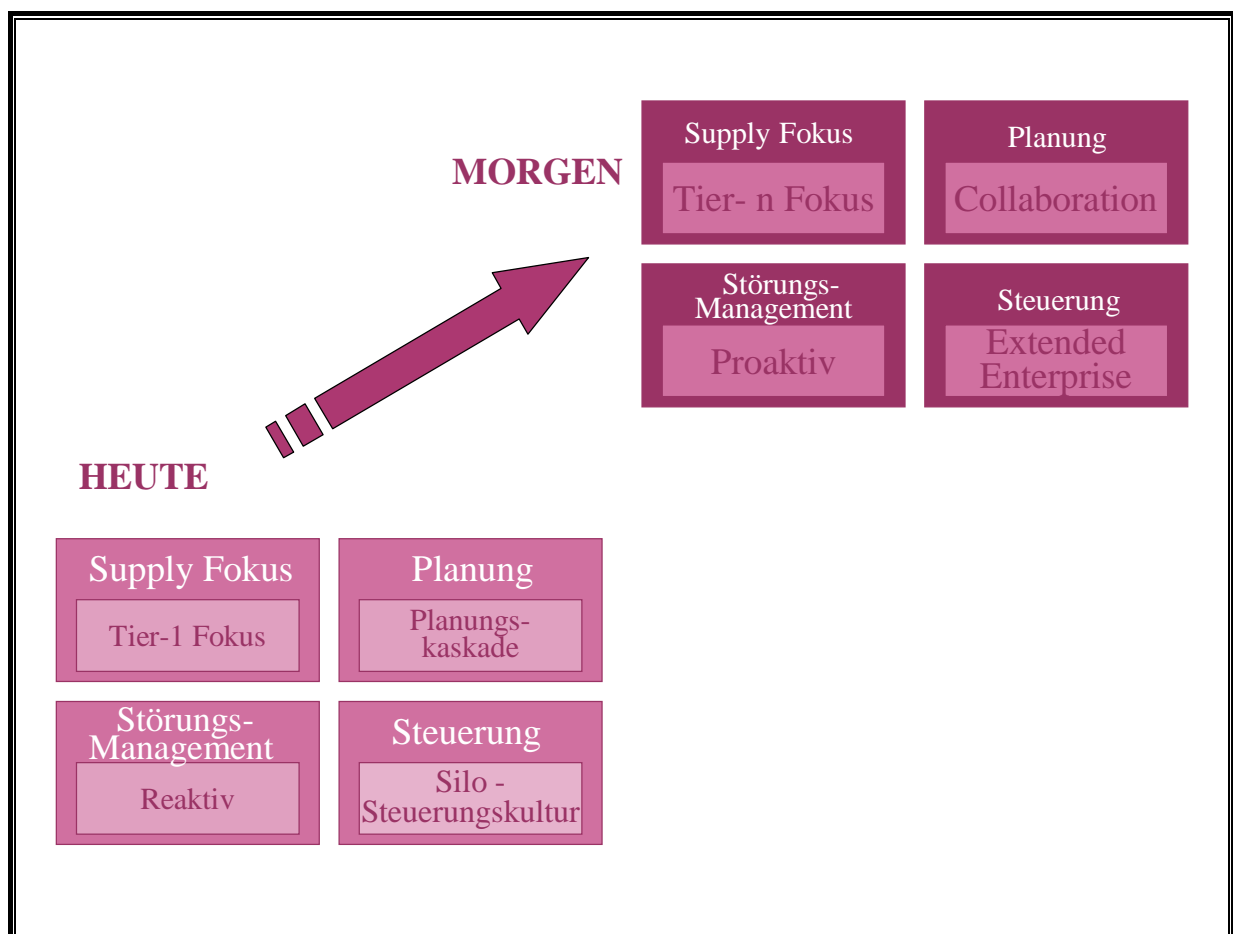 Supply Fokus
Planung
MORGEN
Tier- n Fokus
Collaboration
Störungs-
Management
Steuerung
Proaktiv
Extended
Enterprise
HEUTE
Supply Fokus
Planung
Tier-1 Fokus
Planungs-
kaskade
Störungs-
Management
Steuerung
Reaktiv
Silo -
Steuerungskultur